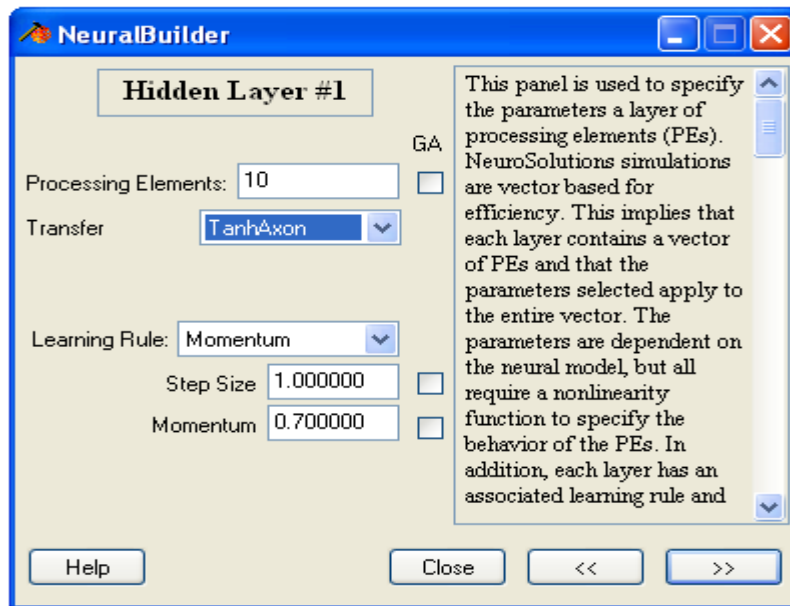 NeuralBuilder
Hidden Layer #1
GA
Processing Elements: 10
Transfer TanhAxon
Learning Rule: Momentum
Step Size 1.000000
Momentum 0.700000
This panel is used to specify
the parameters a layer of
processing elements (PEs).
NeuroSolutions simulations
are vector based for
efficiency. This implies that
each layer contains a vector
of PEs and that the
parameters selected apply to
the entire vector. The
parameters are dependent on
the neural model, but all
require a nonlinearity
function to specify the
behavior of the PEs. In
addition, each layer has an
associated learning rule and
Help
Close
<<
>>